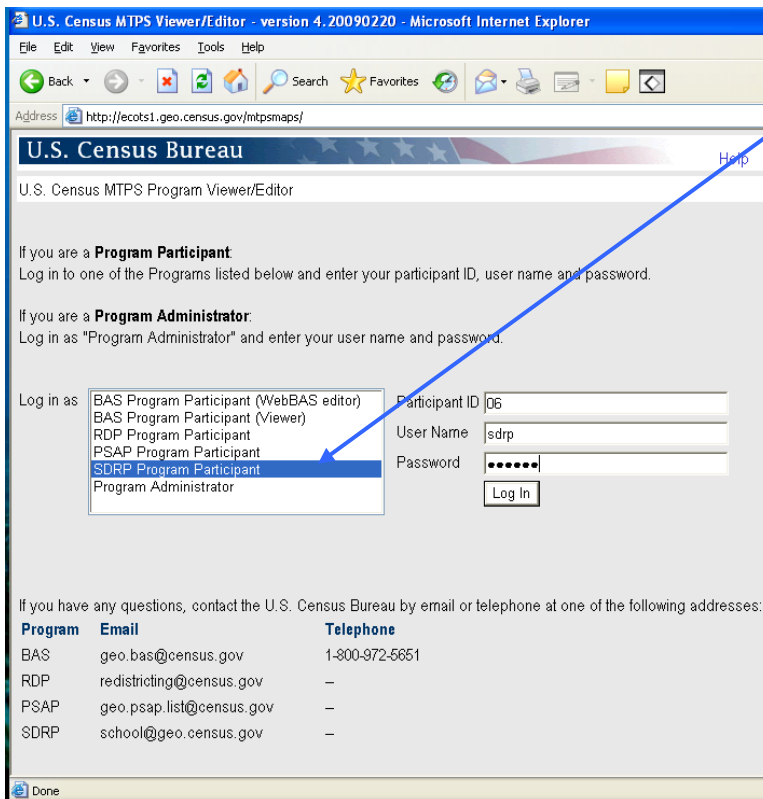 U.S. Census MTPS Viewer/Editor - version 4.20090220 - Microsoft Internet Explorer
File Edit View Favorites Tools Help
Back Search Favorites
Address http://ecots1.geo.census.gov/mtpsmaps/
U.S. Census Bureau
Help
U.S. Census MTPS Program Viewer/Editor
If you are a Program Participant:
Log in to one of the Programs listed below and enter your participant ID, user name and password.
If you are a Program Administrator:
Log in as "Program Administrator" and enter your user name and password.
Log in as
BAS Program Participant (WebBAS editor)
BAS Program Participant (Viewer)
RDP Program Participant
PSAP Program Participant
SDRP Program Participant
Program Administrator
Participant ID 06
User Name sdrp
Password ●●●●●●
Log In
If you have any questions, contact the U.S. Census Bureau by email or telephone at one of the following addresses:
Program Email Telephone
BAS geo.bas@census.gov 1-800-972-5651
RDP redistricting@census.gov –
PSAP geo.psap.list@census.gov –
SDRP school@geo.census.gov –
Done